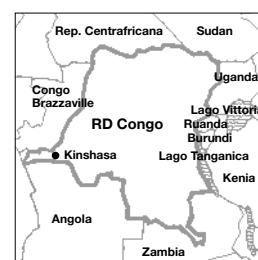 Rep. Centrafricana
Sudan
Uganda
Congo
Brazzaville
Lago Vittoria
RD Congo
Ruanda
Burundi
Kinshasa
Lago Tanganica
Kenia
Angola
Zambia